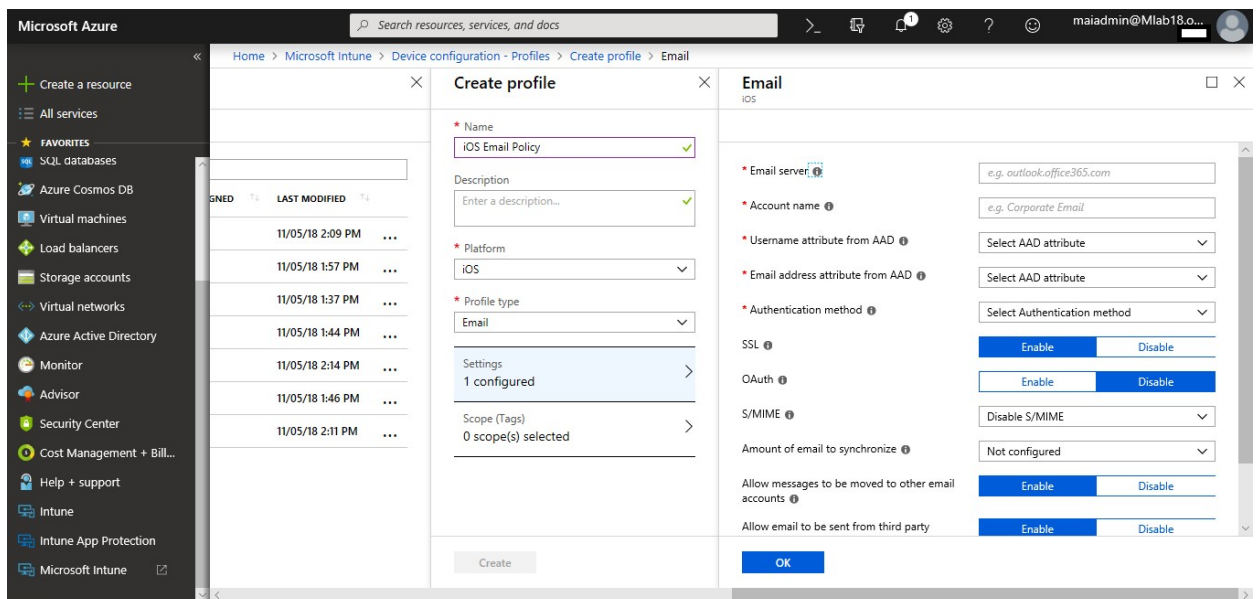 Microsoft Azure
Search resources, services, and docs
1
maiadmin@Mlab18.o...
Home > Microsoft Intune > Device configuration - Profiles > Create profile > Email
Create a resource
All services
FAVORITES
SQL databases
Azure Cosmos DB
Virtual machines
Load balancers
Storage accounts
Virtual networks
Azure Active Directory
Monitor
Advisor
Security Center
Cost Management + Bill...
Help + support
Intune
Intune App Protection
Microsoft Intune
GNED LAST MODIFIED
11/05/18 2:09 PM ...
11/05/18 1:57 PM ...
11/05/18 1:37 PM ...
11/05/18 1:44 PM ...
11/05/18 2:14 PM ...
11/05/18 1:46 PM ...
11/05/18 2:11 PM ...
Create profile
* Name
iOS Email Policy
Description
Enter a description...
* Platform
iOS
* Profile type
Email
Settings
1 configured
Scope (Tags)
0 scope(s) selected
Create
Email
iOS
* Email server e.g. outlook.office365.com
* Account name e.g. Corporate Email
* Username attribute from AAD Select AAD attribute
* Email address attribute from AAD Select AAD attribute
* Authentication method Select Authentication method
SSL Enable Disable
OAuth Enable Disable
S/MIME Disable S/MIME
Amount of email to synchronize Not configured
Allow messages to be moved to other email
accounts Enable Disable
Allow email to be sent from third party Enable Disable
OK